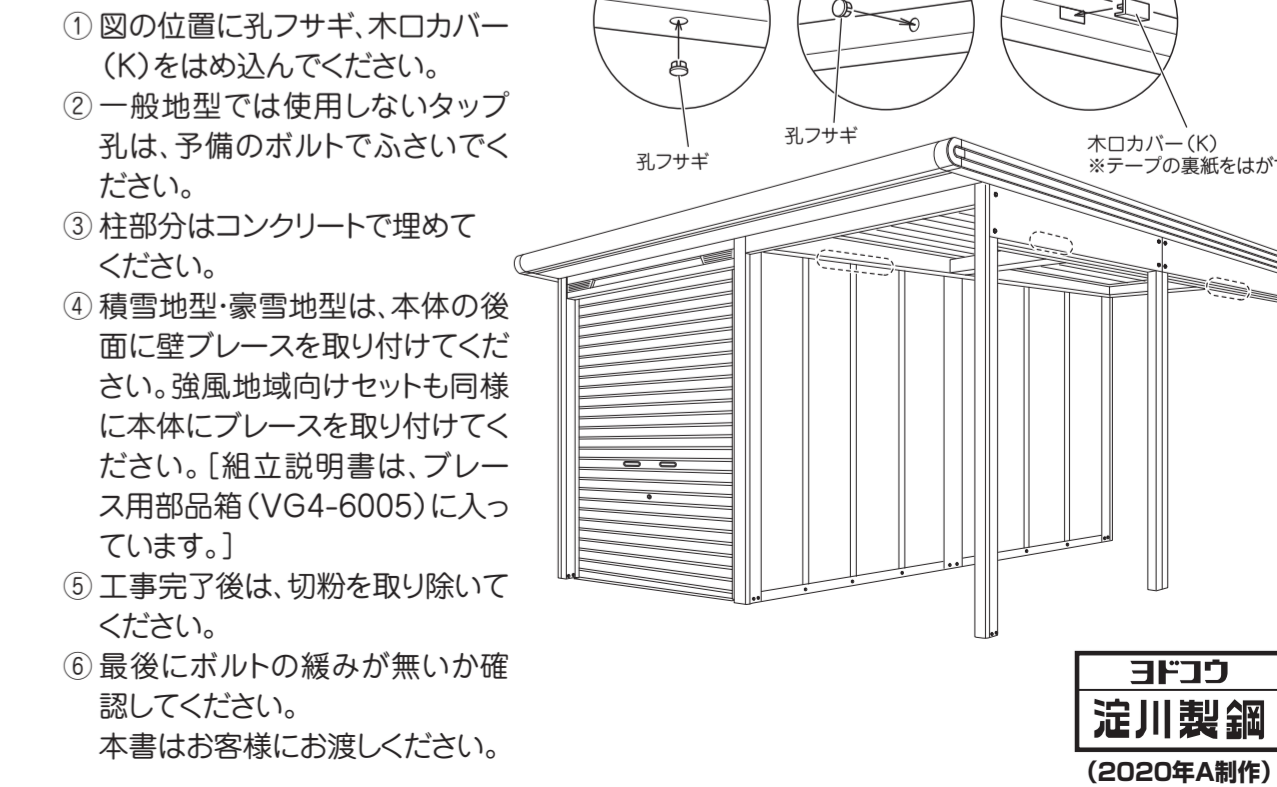 ① 図の位置に孔フサギ、木口カバー
（K）をはめ込んでください。
② 一般地型では使用しないタップ
孔は、予備のボルトでふさいでく
ださい。
③ 柱部分はコンクリートで埋めて
ください。
④ 積雪地型・豪雪地型は、本体の後
面に壁ブレースを取り付けてくだ
さい。強風地域向けセットも同様
に本体にブレースを取り付けてく
ださい。［組立説明書は、ブレー
ス用部品箱（VG4-6005）に入っ
ています。］
⑤ 工事完了後は、切粉を取り除いて
ください。
⑥ 最後にボルトの緩みが無いか確
認してください。
本書はお客様にお渡しください。
孔フサギ
孔フサギ
木口カバー（K）
※テープの裏紙をはがす
ヨドコウ
淀川製鋼
（2020年A制作）